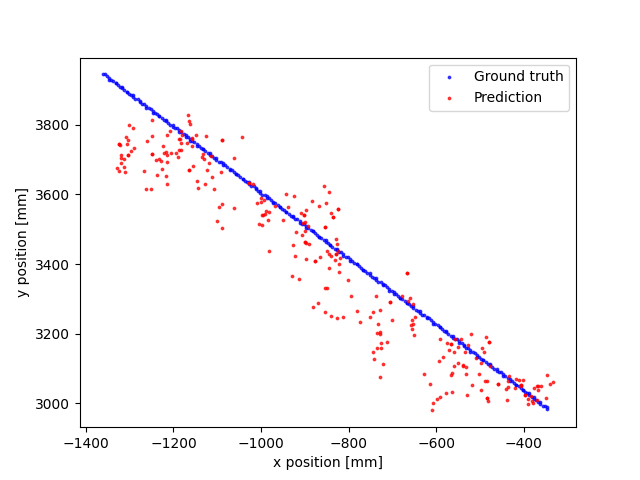 Ground truth
Prediction
3800
3600
3400
3200
3000
y position [mm]
−1400 −1200 −1000 −800 −600 −400
x position [mm]